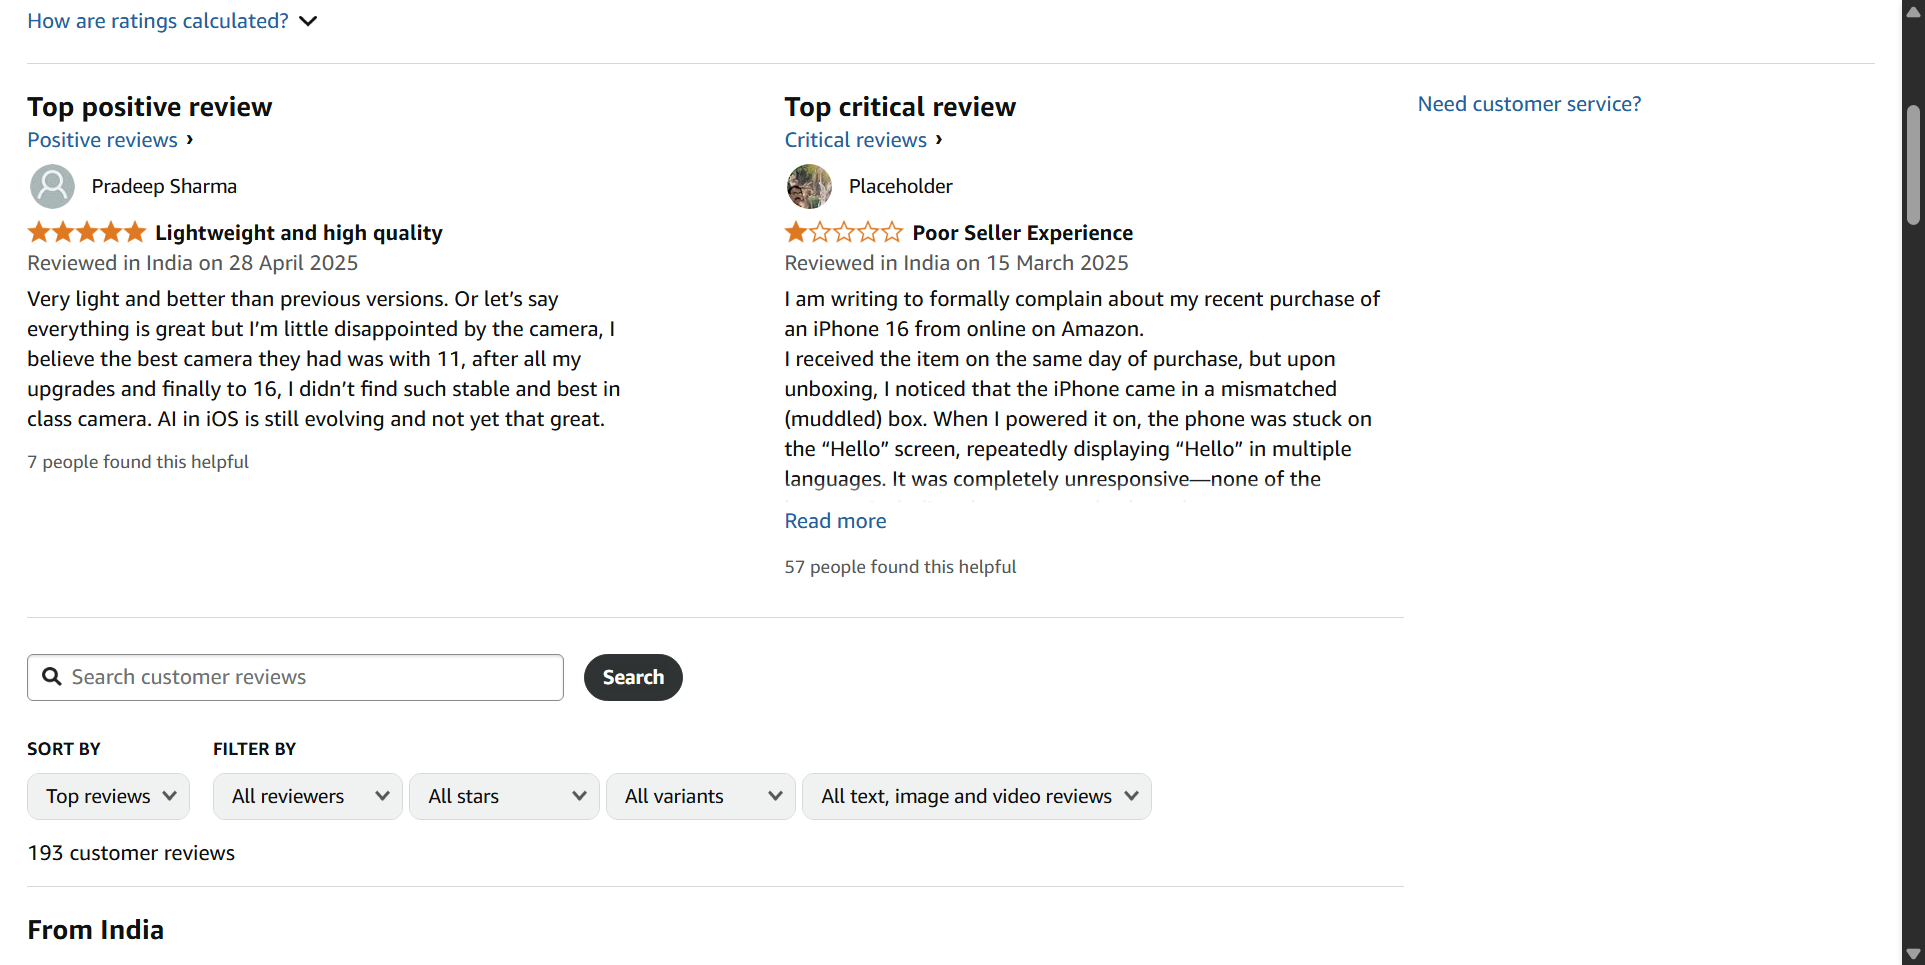 How are ratings calculated?
Top positive review
Positive reviews ›
Pradeep Sharma
Lightweight and high quality
Reviewed in India on 28 April 2025
Very light and better than previous versions. Or let’s say
everything is great but I’m little disappointed by the camera, I
believe the best camera they had was with 11, after all my
upgrades and finally to 16, I didn’t find such stable and best in
class camera. AI in iOS is still evolving and not yet that great.
7 people found this helpful
Top critical review
Critical reviews ›
Placeholder
Poor Seller Experience
Reviewed in India on 15 March 2025
I am writing to formally complain about my recent purchase of
an iPhone 16 from online on Amazon.
I received the item on the same day of purchase, but upon
unboxing, I noticed that the iPhone came in a mismatched
(muddled) box. When I powered it on, the phone was stuck on
the “Hello” screen, repeatedly displaying “Hello” in multiple
languages. It was completely unresponsive—none of the
Read more
57 people found this helpful
Need customer service?
Search customer reviews
Search
SORT BY
FILTER BY
Top reviews
All reviewers
All stars
All variants
All text, image and video reviews
193 customer reviews
From India